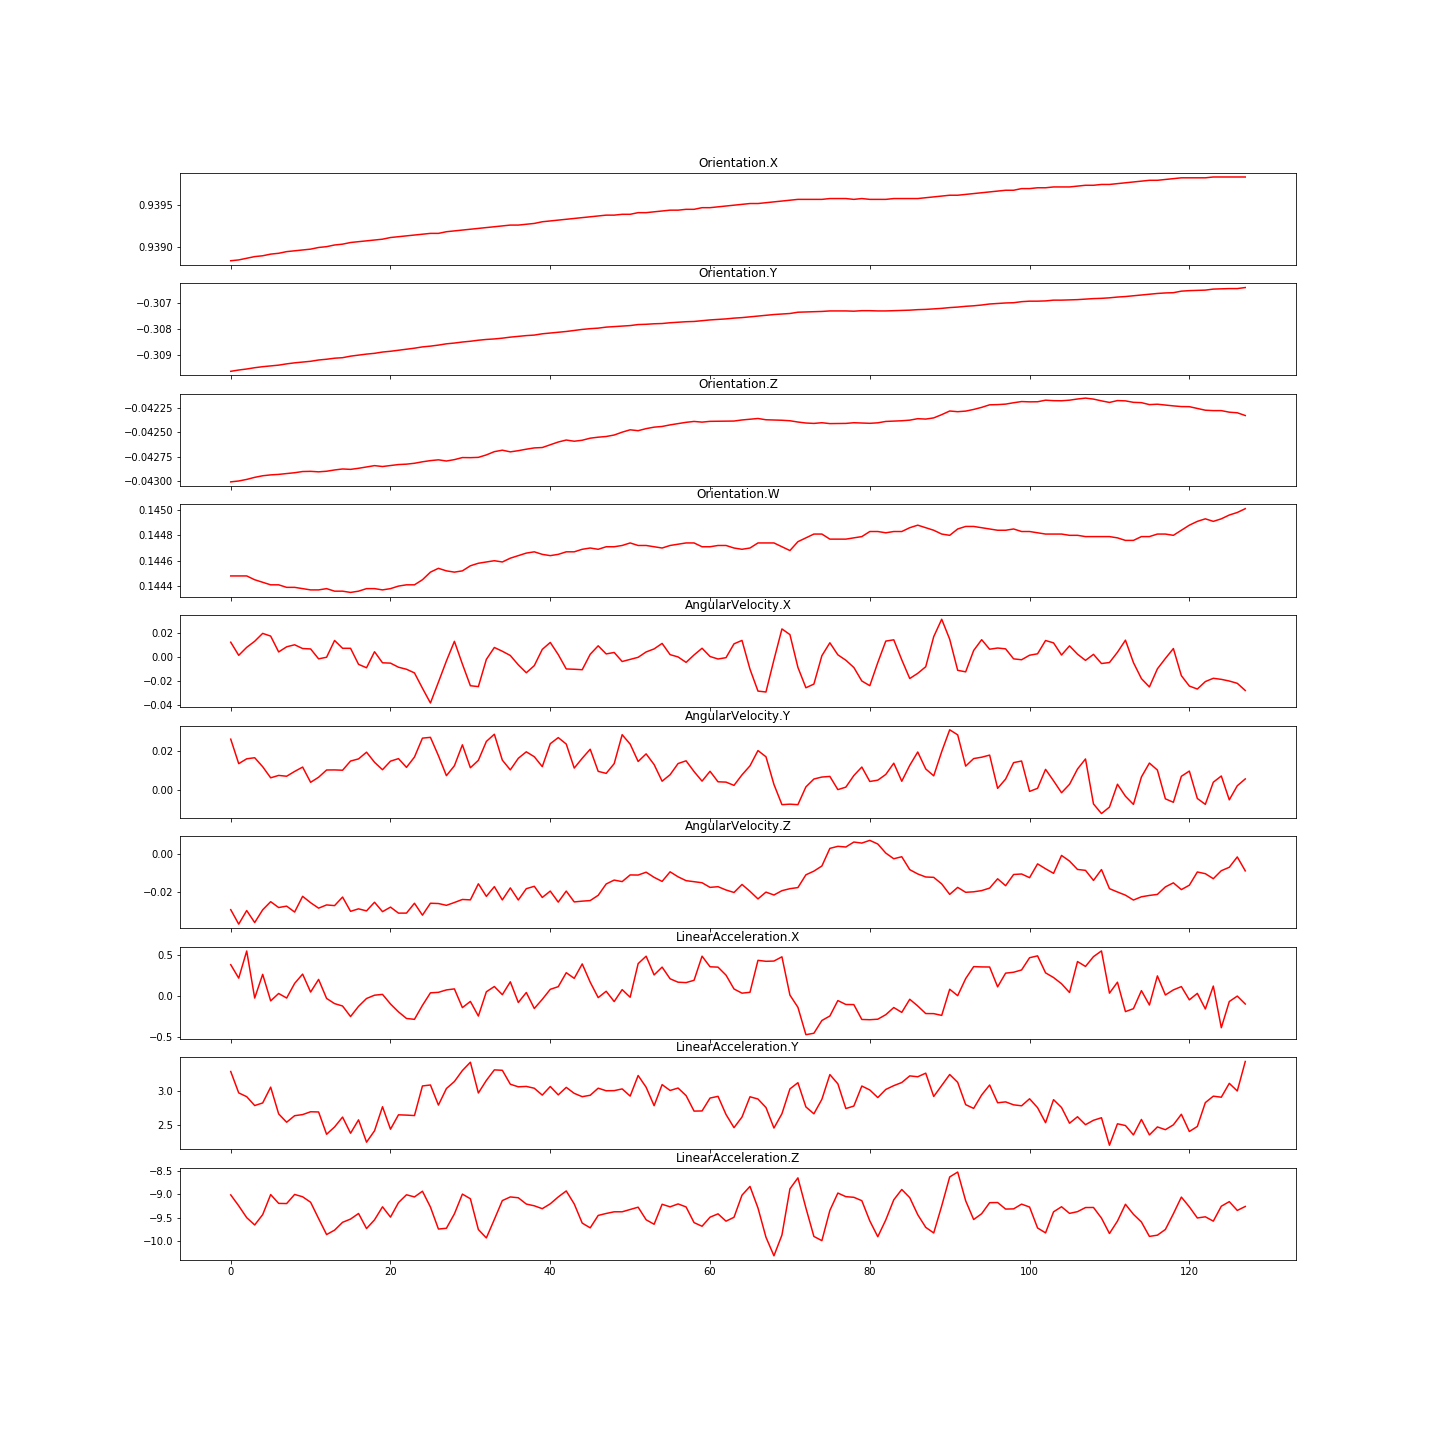 Orientation.X
0.9395
0.9390
Orientation.Y
−0.307
−0.308
−0.309
Orientation.Z
−0.04225
−0.04250
−0.04275
−0.04300
Orientation.W
0.1450
0.1448
0.1446
0.1444
AngularVelocity.X
0.02
0.00
−0.02
−0.04
AngularVelocity.Y
0.02
0.00
AngularVelocity.Z
0.00
−0.02
LinearAcceleration.X
0.5
0.0
−0.5
LinearAcceleration.Y
3.0
2.5
LinearAcceleration.Z
−8.5
−9.0
−9.5
−10.0
0 20 40 60 80 100 120